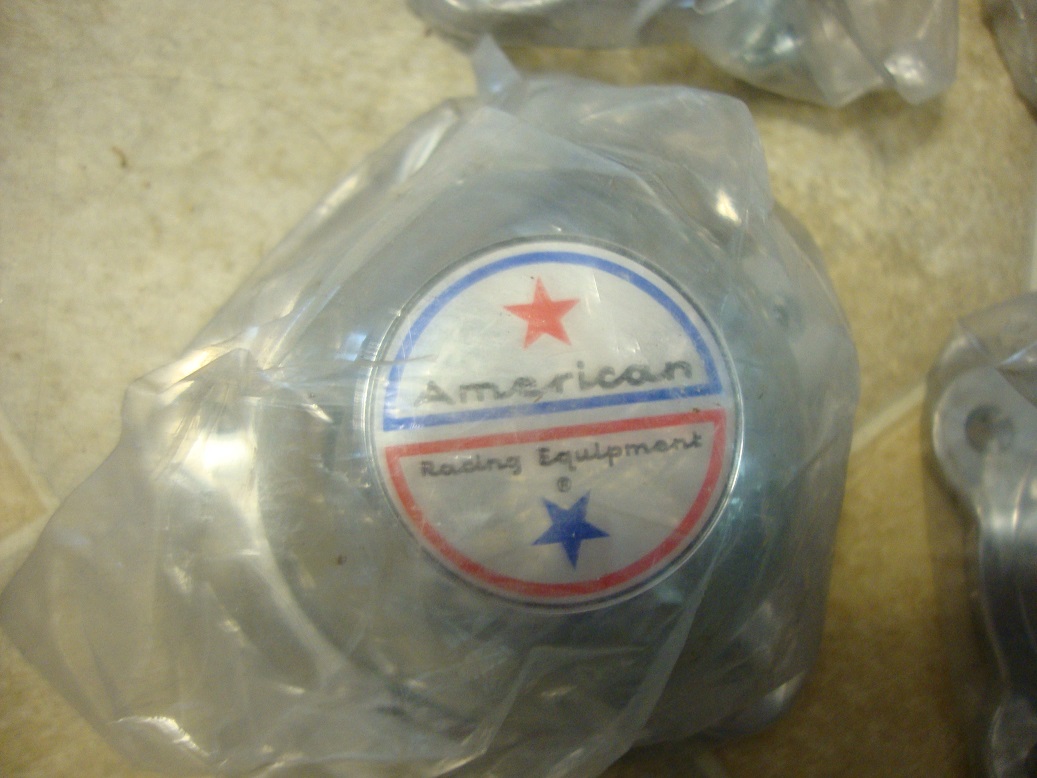 American
Racing Equipment
®